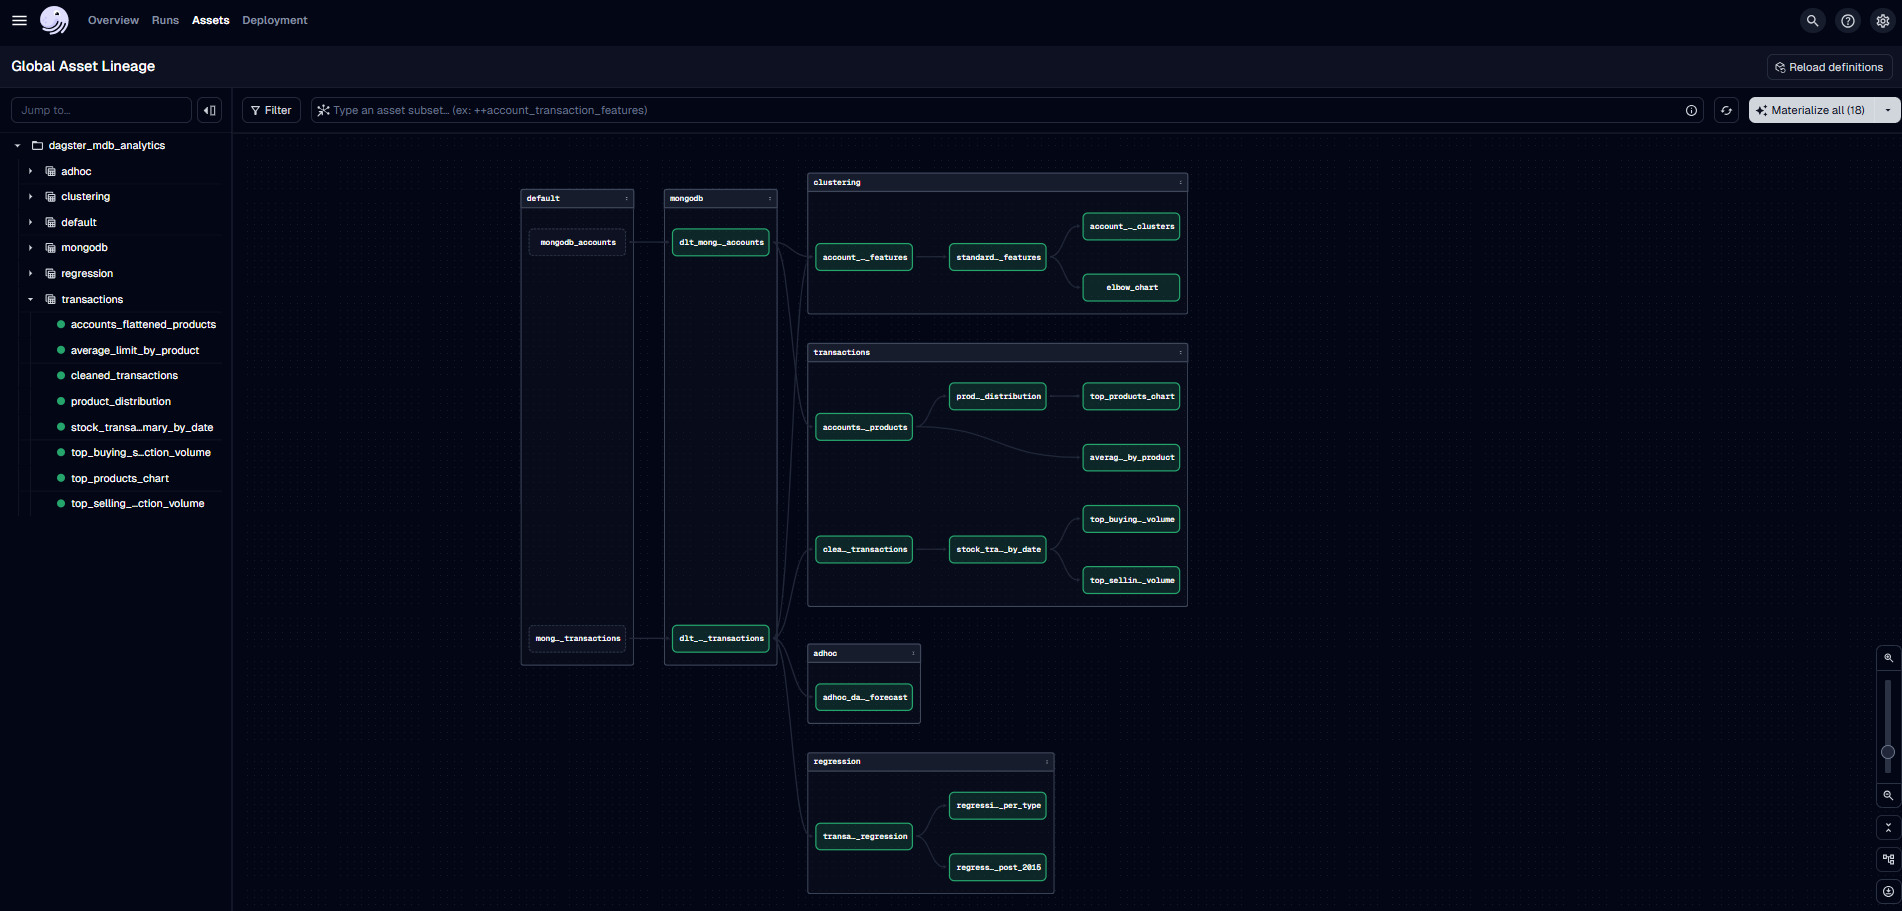 Overview Runs Assets Deployment
Global Asset Lineage
Reload definitions
Jump to…
Filter
Type an asset subset… (ex: ++account_transaction_features)
Materialize all (18)
dagster_mdb_analytics
adhoc
clustering
default
mongodb
regression
transactions
accounts_flattened_products
average_limit_by_product
cleaned_transactions
product_distribution
stock_transa…mary_by_date
top_buying_s…ction_volume
top_products_chart
top_selling_…ction_volume
default
mongodb_accounts
mong…_transactions
mongodb
dlt_mong…_accounts
dlt_…_transactions
clustering
account_…_features
standard…_features
account_…_clusters
elbow_chart
transactions
accounts…_products
prod…_distribution
top_products_chart
averag…_by_product
clea…_transactions
stock_tra…_by_date
top_buying…_volume
top_sellin…_volume
adhoc
adhoc_da…_forecast
regression
transa…_regression
regressi…_per_type
regress…_post_2015